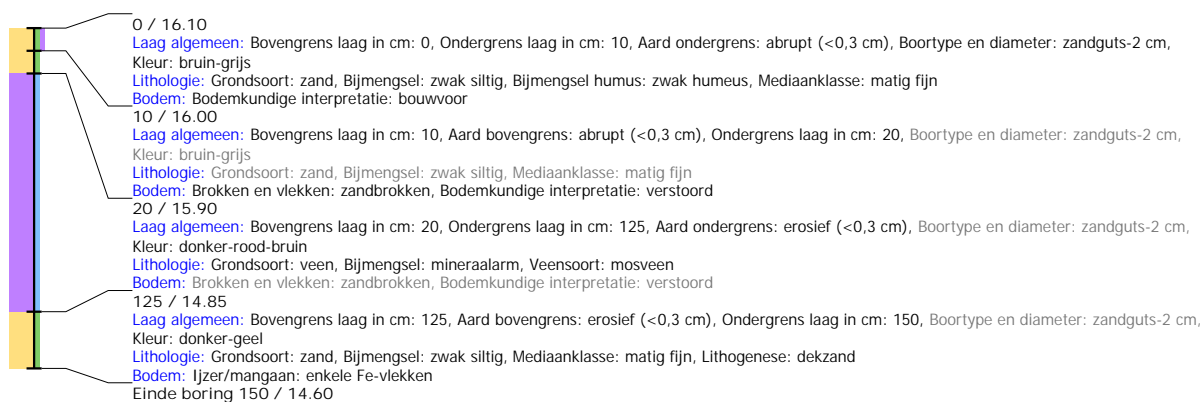 0 / 16.10
Laag algemeen: Bovengrens laag in cm: 0, Ondergrens laag in cm: 10, Aard ondergrens: abrupt (<0,3 cm), Boortype en diameter: zandguts-2 cm,
Kleur: bruin-grijs
Lithologie: Grondsoort: zand, Bijmengsel: zwak siltig, Bijmengsel humus: zwak humeus, Mediaanklasse: matig fijn
Bodem: Bodemkundige interpretatie: bouwvoor
10 / 16.00
Laag algemeen: Bovengrens laag in cm: 10, Aard bovengrens: abrupt (<0,3 cm), Ondergrens laag in cm: 20, Boortype en diameter: zandguts-2 cm,
Kleur: bruin-grijs
Lithologie: Grondsoort: zand, Bijmengsel: zwak siltig, Mediaanklasse: matig fijn
Bodem: Brokken en vlekken: zandbrokken, Bodemkundige interpretatie: verstoord
20 / 15.90
Laag algemeen: Bovengrens laag in cm: 20, Ondergrens laag in cm: 125, Aard ondergrens: erosief (<0,3 cm), Boortype en diameter: zandguts-2 cm,
Kleur: donker-rood-bruin
Lithologie: Grondsoort: veen, Bijmengsel: mineraalarm, Veensoort: mosveen
Bodem: Brokken en vlekken: zandbrokken, Bodemkundige interpretatie: verstoord
125 / 14.85
Laag algemeen: Bovengrens laag in cm: 125, Aard bovengrens: erosief (<0,3 cm), Ondergrens laag in cm: 150, Boortype en diameter: zandguts-2 cm,
Kleur: donker-geel
Lithologie: Grondsoort: zand, Bijmengsel: zwak siltig, Mediaanklasse: matig fijn, Lithogenese: dekzand
Bodem: Ijzer/mangaan: enkele Fe-vlekken
Einde boring 150 / 14.60